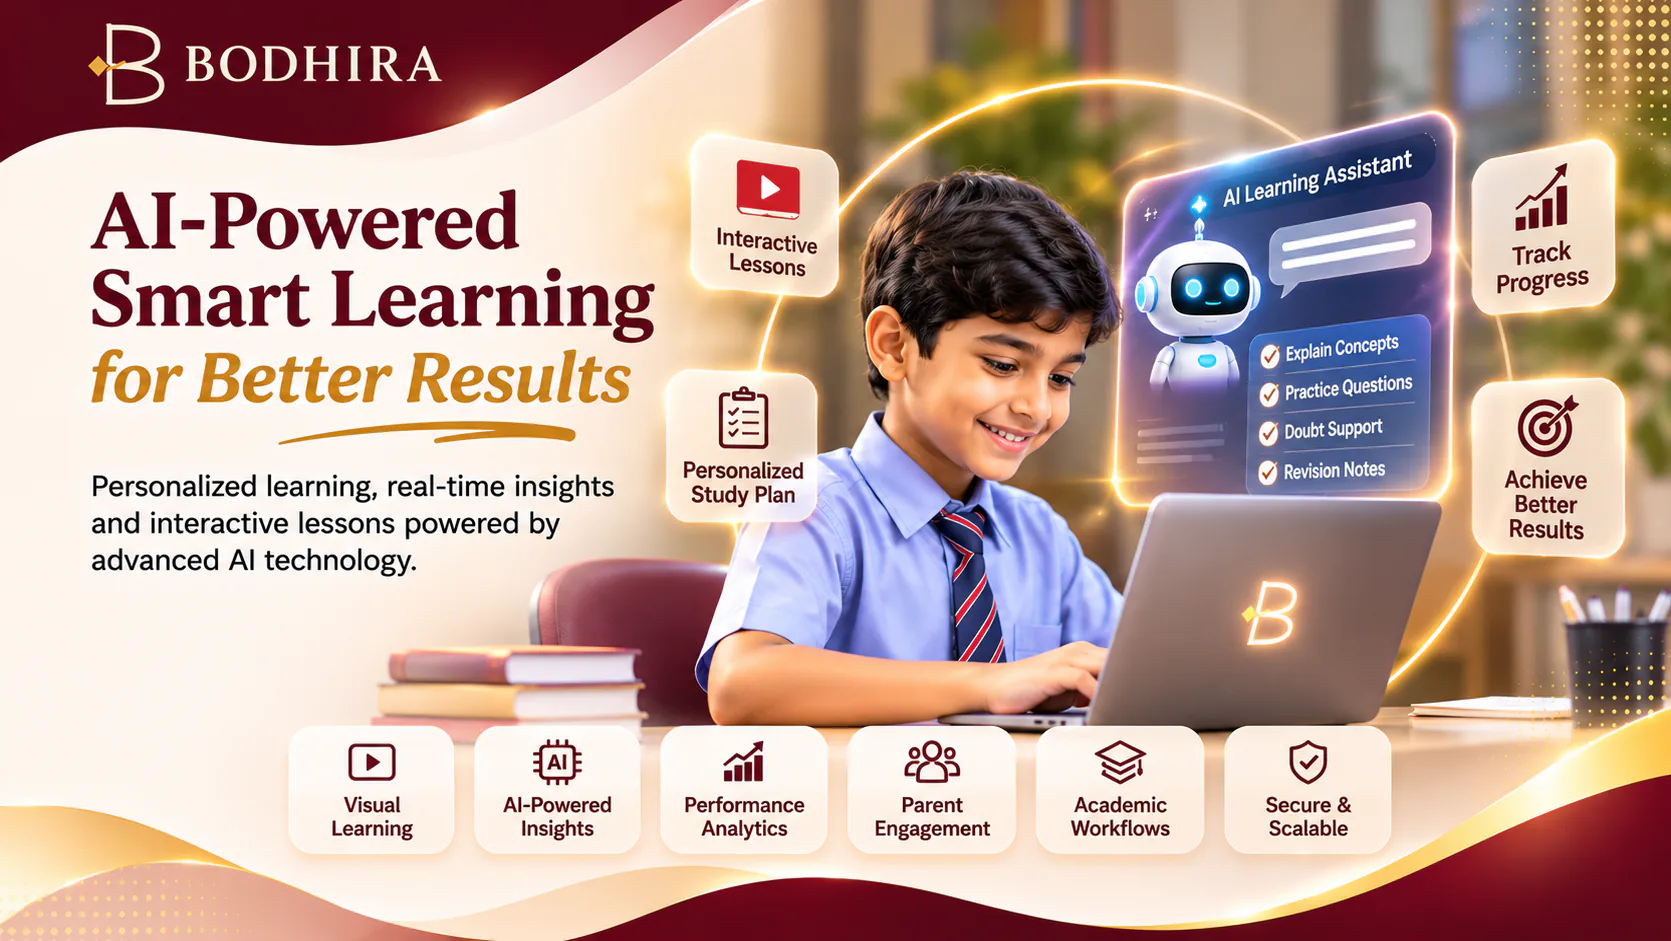 BODHIRA
AI-Powered
Smart Learning
for Better Results
Personalized learning, real-time insights
and interactive lessons powered by
advanced AI technology.
Interactive
Lessons
Personalized
Study Plan
AI Learning Assistant
Explain Concepts
Practice Questions
Doubt Support
Revision Notes
Track
Progress
Achieve
Better
Results
B
Visual
Learning
AI
AI-Powered
Insights
Performance
Analytics
Parent
Engagement
Academic
Workflows
Secure &
Scalable